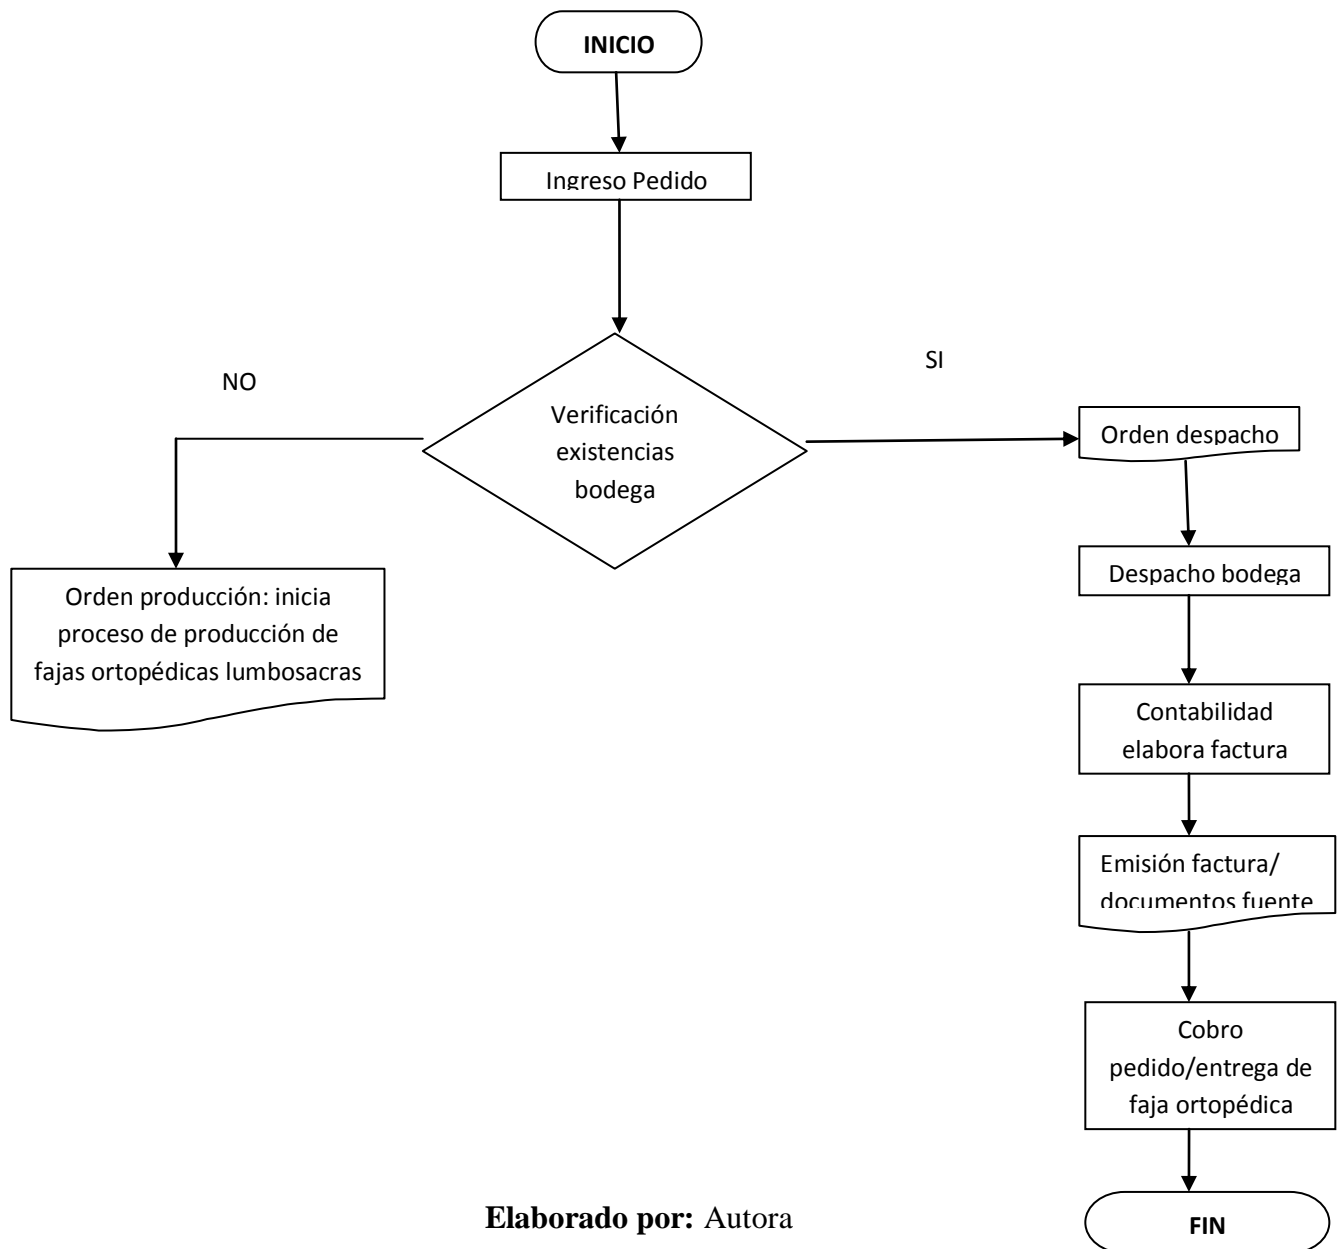 INICIO
Ingreso Pedido
NO
SI
Verificación
existencias
bodega
Orden despacho
Despacho bodega
Orden producción: inicia
proceso de producción de
fajas ortopédicas lumbosacras
Contabilidad
elabora factura
Emisión factura/
documentos fuente
Cobro
pedido/entrega de
faja ortopédica
FIN
Elaborado por: Autora